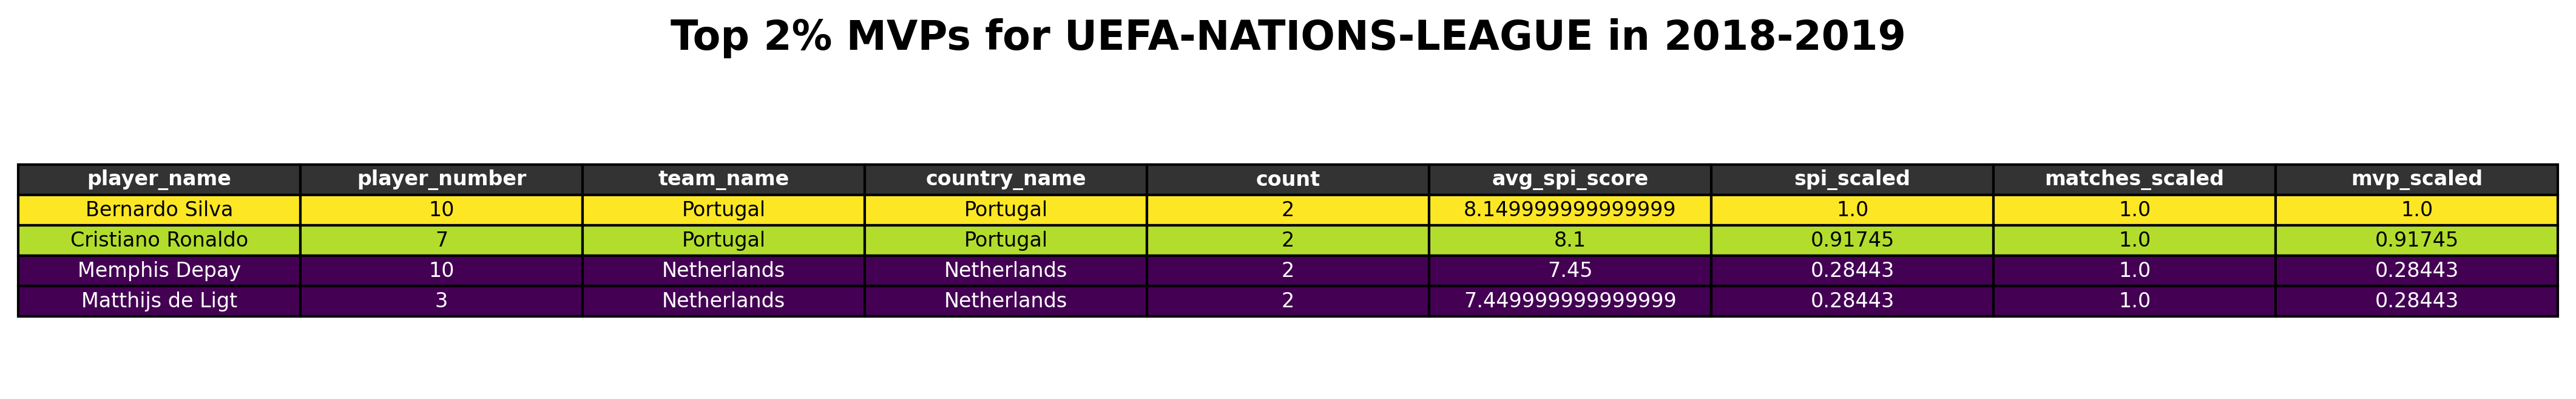 Top 2% MVPs for UEFA-NATIONS-LEAGUE in 2018-2019
player_name player_number team_name country_name count avg_spi_score spi_scaled matches_scaled mvp_scaled
Bernardo Silva 10 Portugal Portugal 2 8.149999999999999 1.0 1.0 1.0
Cristiano Ronaldo 7 Portugal Portugal 2 8.1 0.91745 1.0 0.91745
Memphis Depay 10 Netherlands Netherlands 2 7.45 0.28443 1.0 0.28443
Matthijs de Ligt 3 Netherlands Netherlands 2 7.449999999999999 0.28443 1.0 0.28443